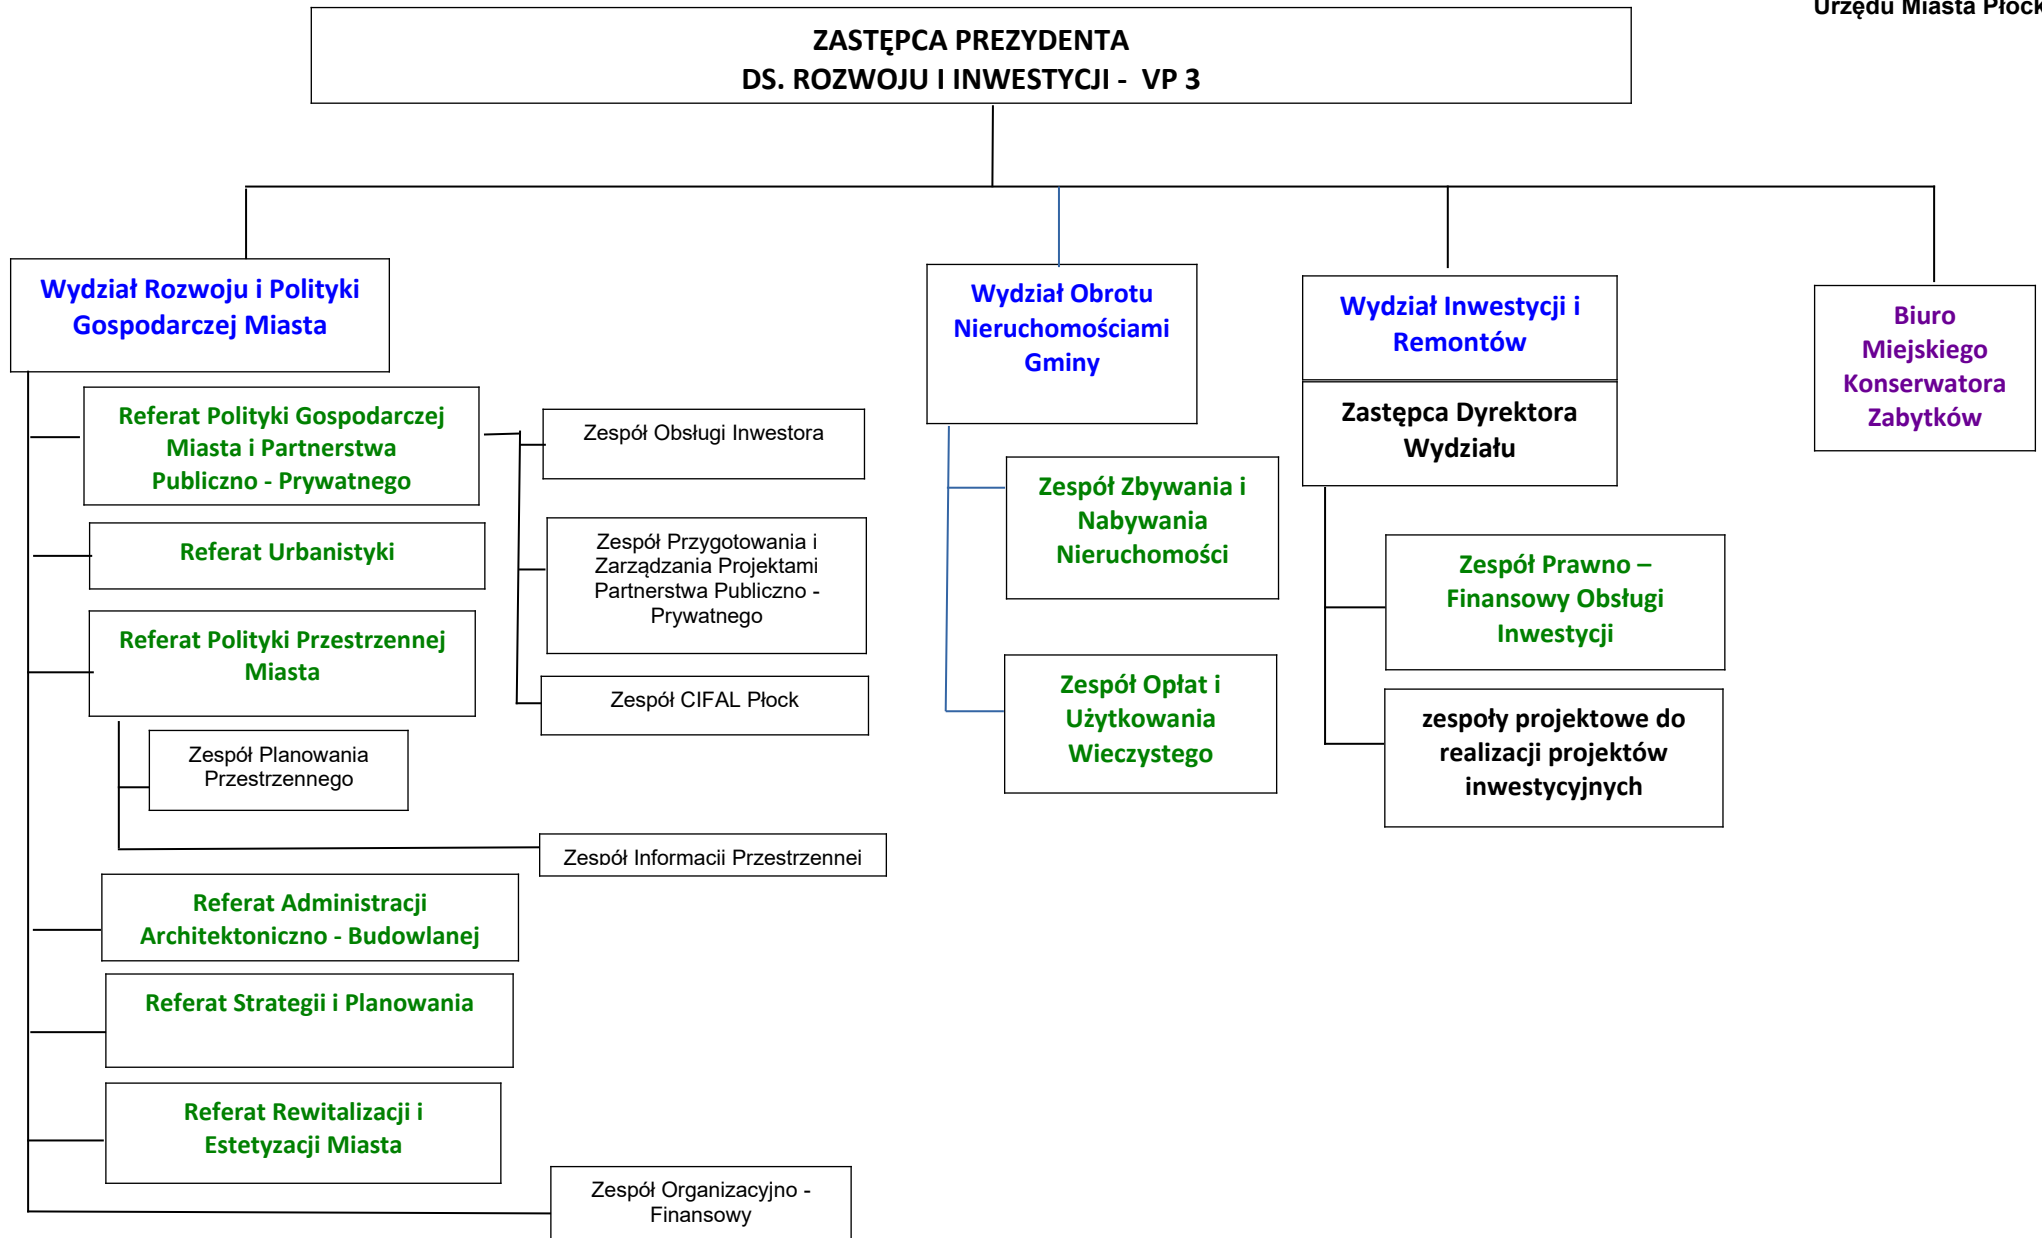 Urzędu Miasta Płock
ZASTĘPCA PREZYDENTA
DS. ROZWOJU I INWESTYCJI - VP 3
Wydział Rozwoju i Polityki
Gospodarczej Miasta
Referat Polityki Gospodarczej
Miasta i Partnerstwa
Publiczno - Prywatnego
Zespół Obsługi Inwestora
Zespół Przygotowania i
Zarządzania Projektami
Partnerstwa Publiczno -
Prywatnego
Zespół CIFAL Płock
Referat Urbanistyki
Referat Polityki Przestrzennej
Miasta
Zespół Planowania
Przestrzennego
Zespół Informacji Przestrzennej
Referat Administracji
Architektoniczno - Budowlanej
Referat Strategii i Planowania
Referat Rewitalizacji i
Estetyzacji Miasta
Zespół Organizacyjno -
Finansowy
Wydział Obrotu
Nieruchomościami
Gminy
Zespół Zbywania i
Nabywania
Nieruchomości
Zespół Opłat i
Użytkowania
Wieczystego
Wydział Inwestycji i
Remontów
Zastępca Dyrektora
Wydziału
Zespół Prawno –
Finansowy Obsługi
Inwestycji
zespoły projektowe do
realizacji projektów
inwestycyjnych
Biuro
Miejskiego
Konserwatora
Zabytków